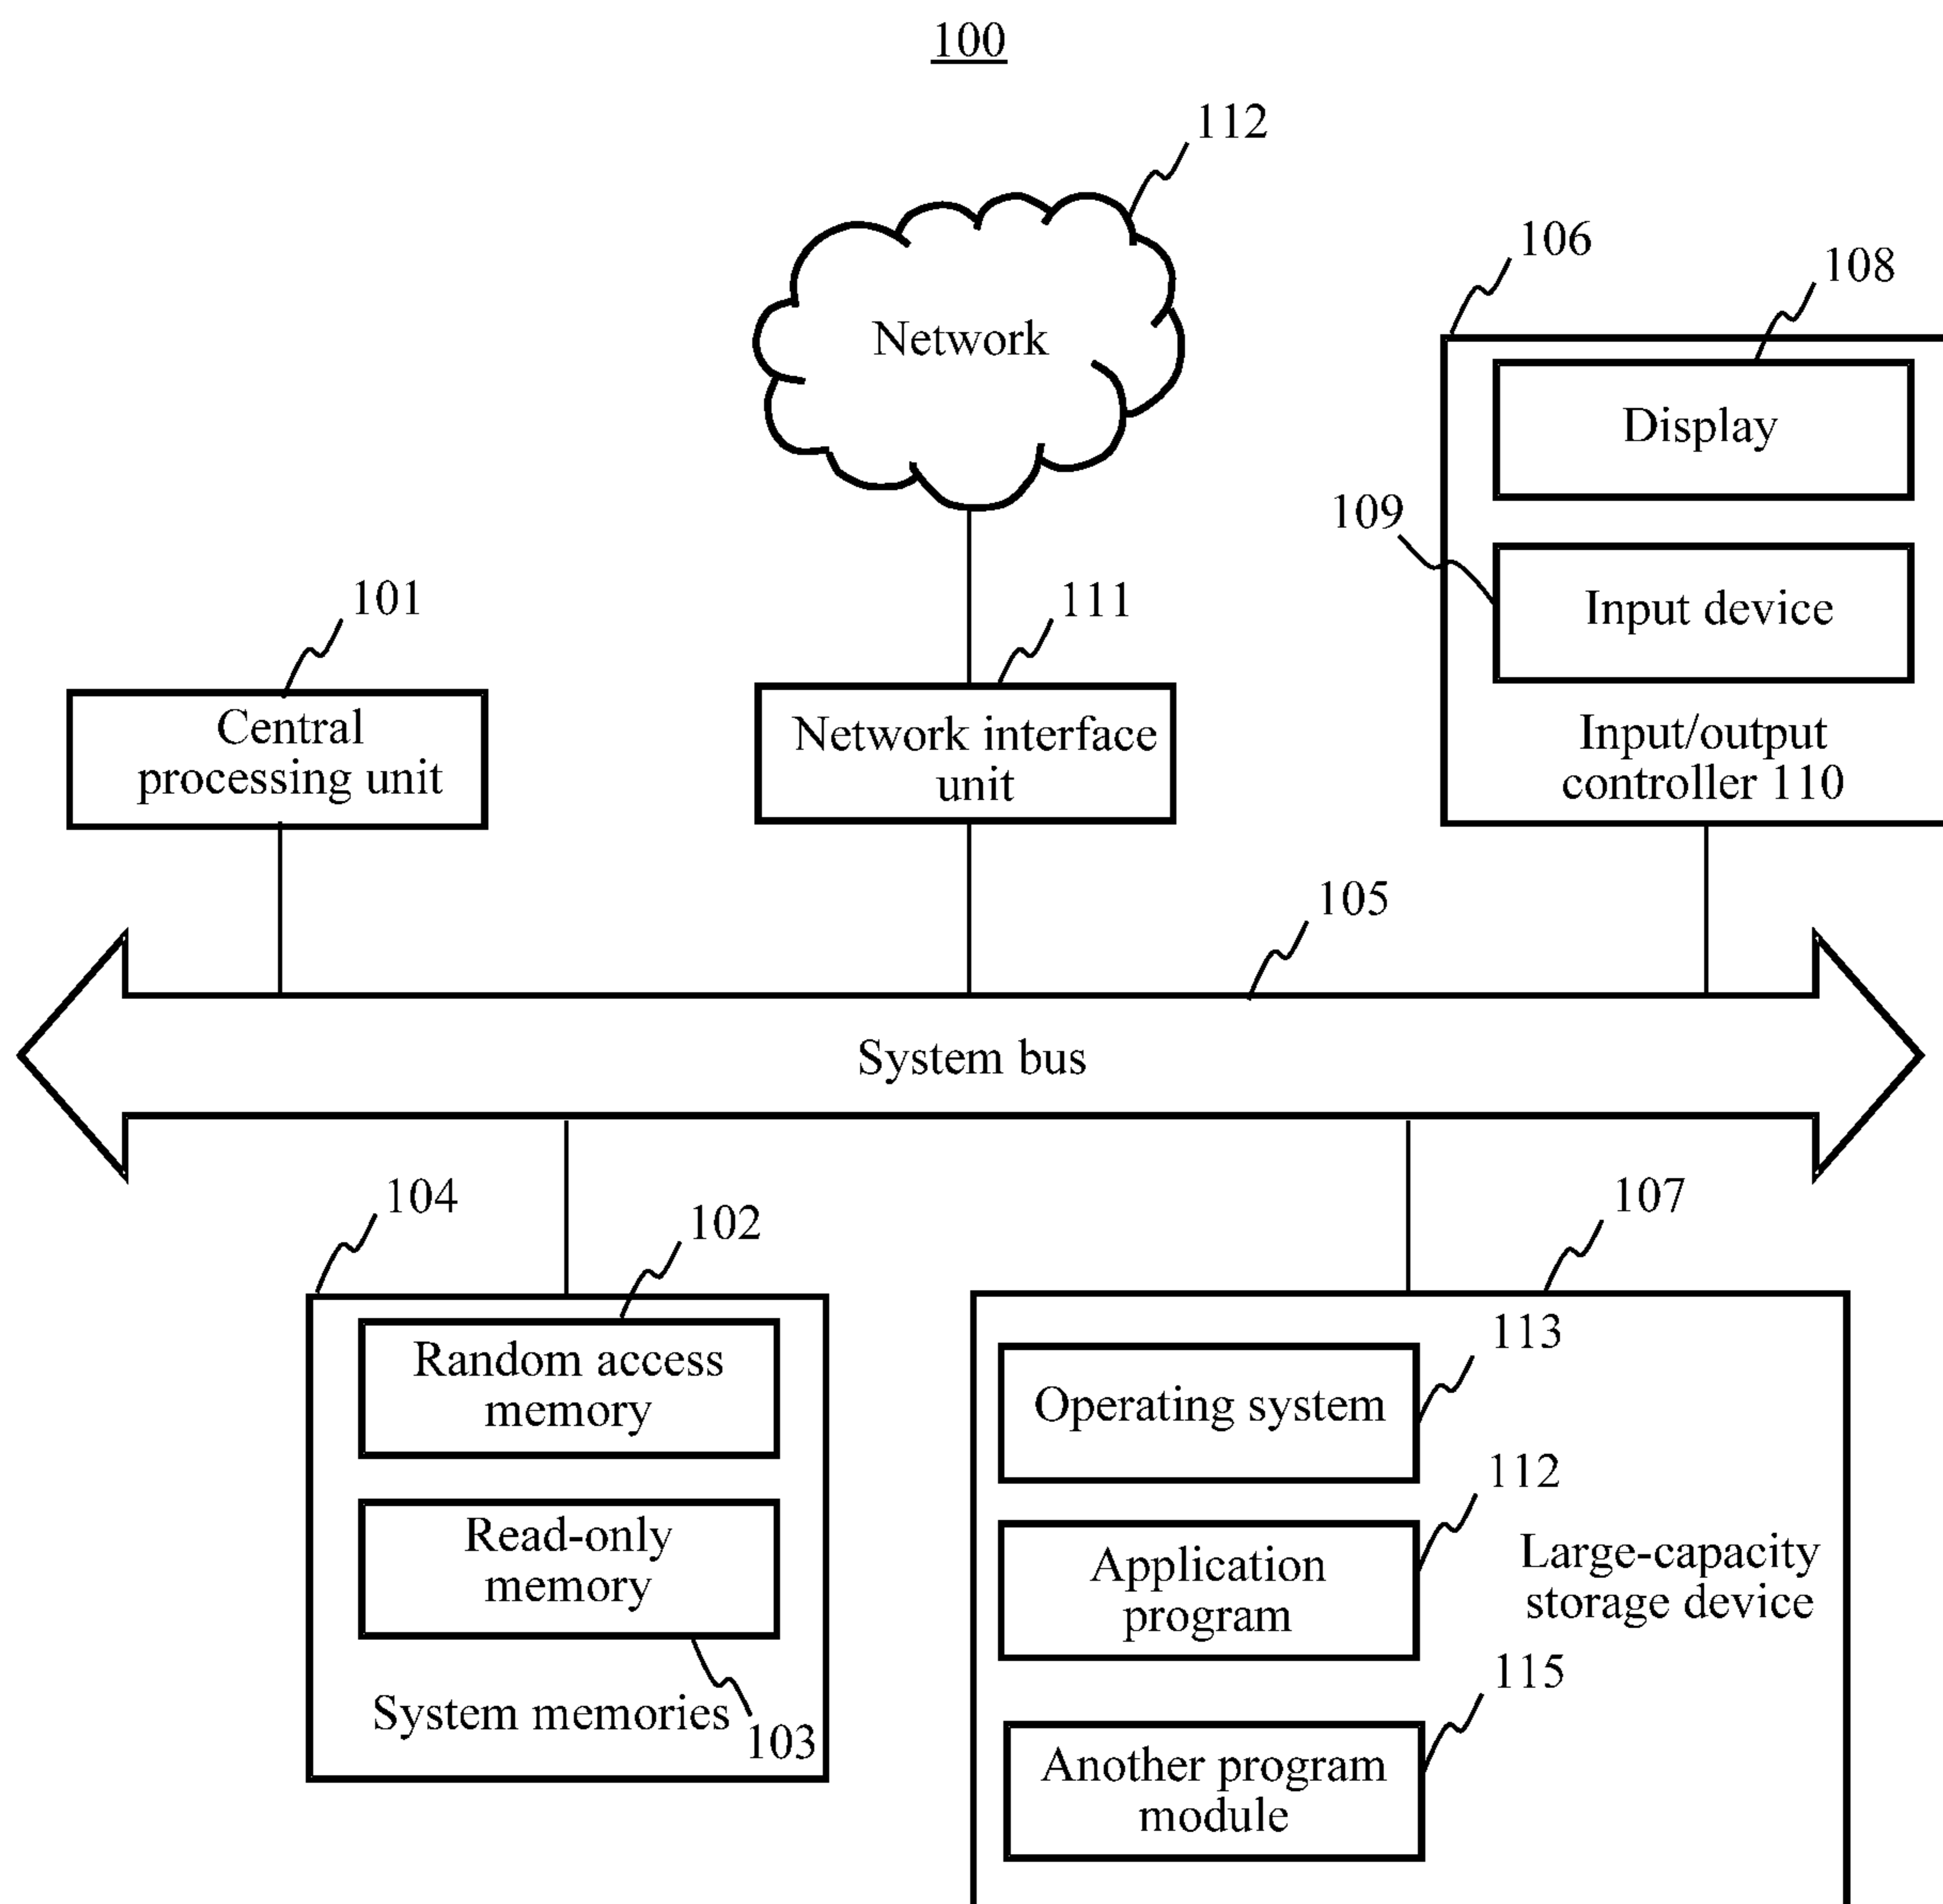 100
112
Network
106
108
Display
109
Input device
Input/output
controller 110
101
Central
processing unit
111
Network interface
unit
105
System bus
104
102
Random access
memory
Read-only
memory
System memories
103
107
113
Operating system
112
Application
program
Large-capacity
storage device
115
Another program
module